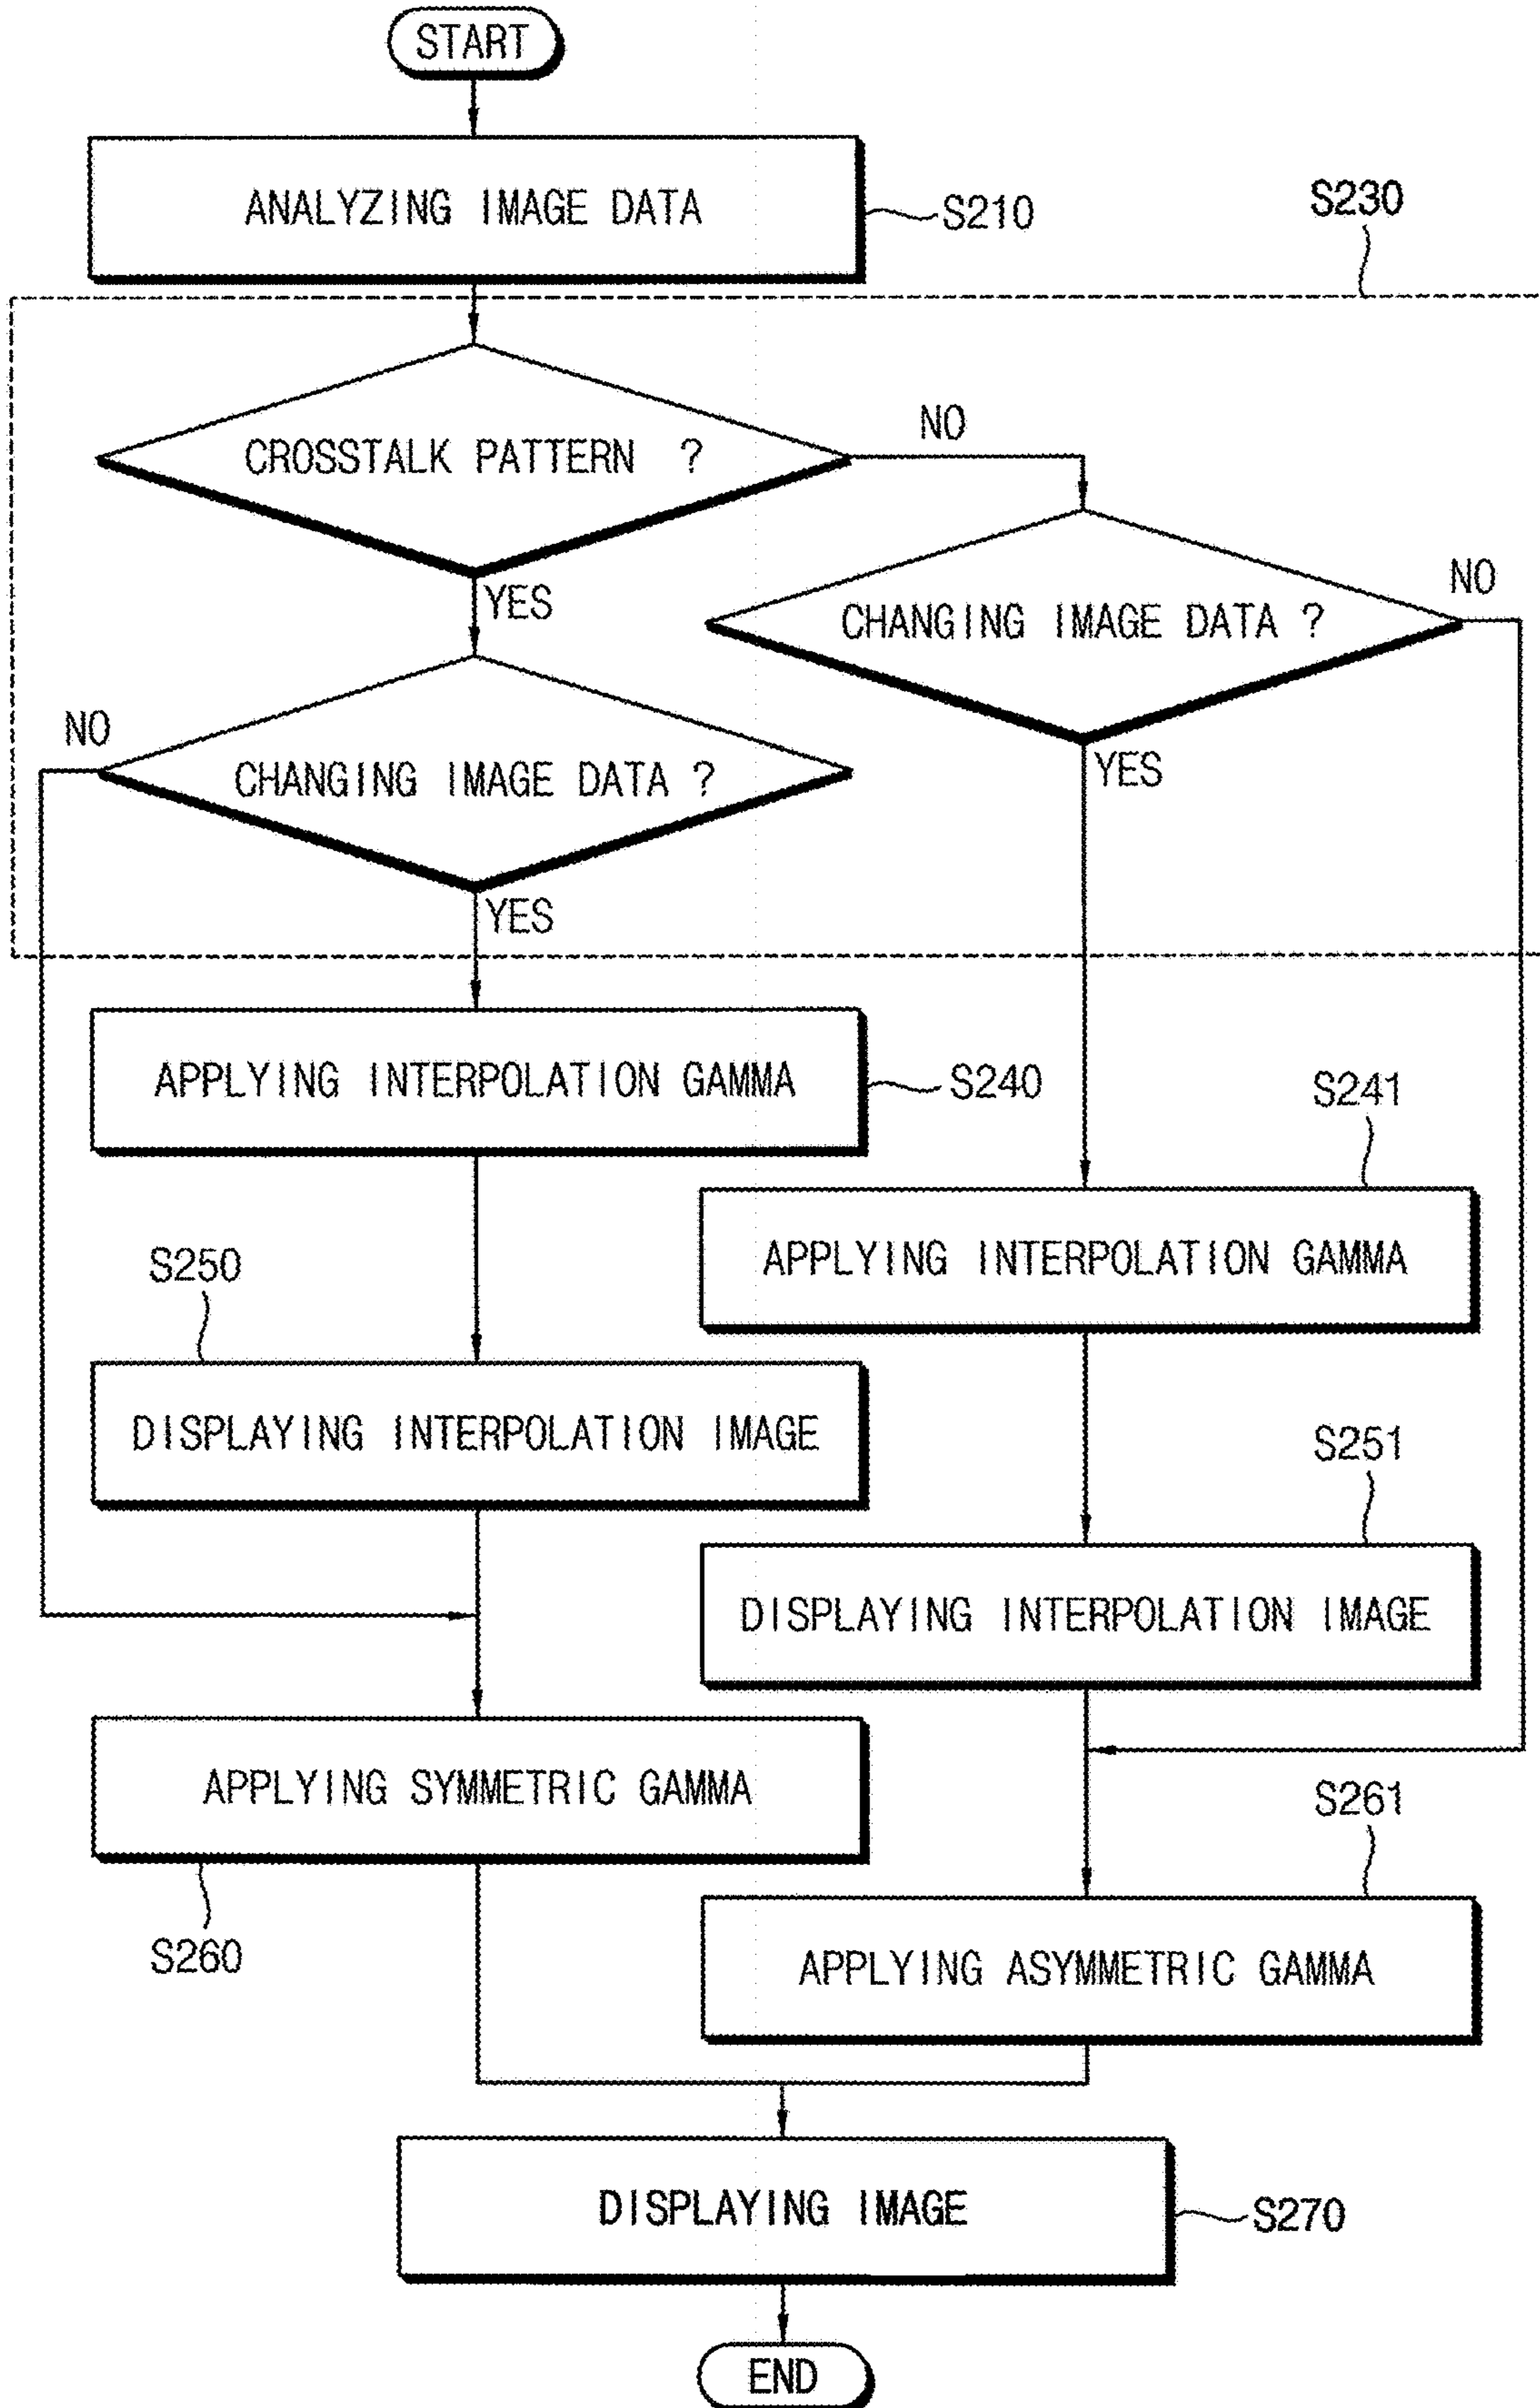 START
ANALYZING IMAGE DATA
S210
S230
CROSSTALK PATTERN ?
NO
YES
CHANGING IMAGE DATA ?
NO
YES
NO
CHANGING IMAGE DATA ?
YES
APPLYING INTERPOLATION GAMMA
S240
S241
APPLYING INTERPOLATION GAMMA
S250
DISPLAYING INTERPOLATION IMAGE
S251
DISPLAYING INTERPOLATION IMAGE
APPLYING SYMMETRIC GAMMA
S260
S261
APPLYING ASYMMETRIC GAMMA
DISPLAYING IMAGE
S270
END